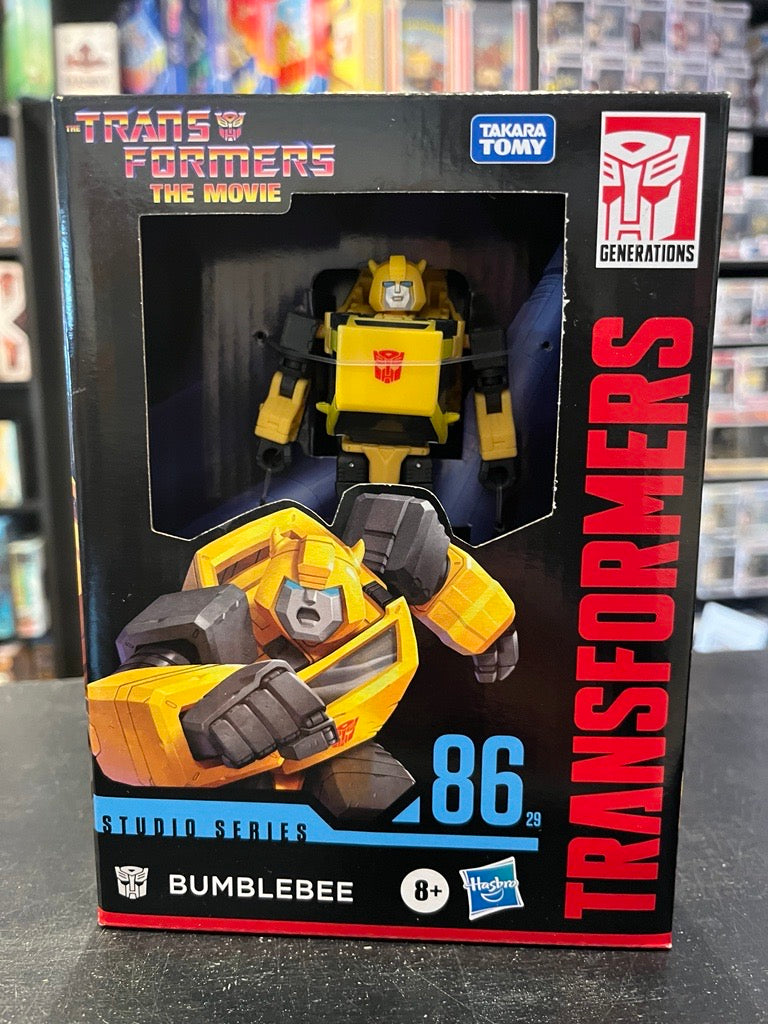 THE TRANSFORMERS
THE MOVIE
TAKARA
TOMY
GENERATIONS
TRANSFORMERS
86
29
STUDIO SERIES
BUMBLEBEE
8+
Hasbro